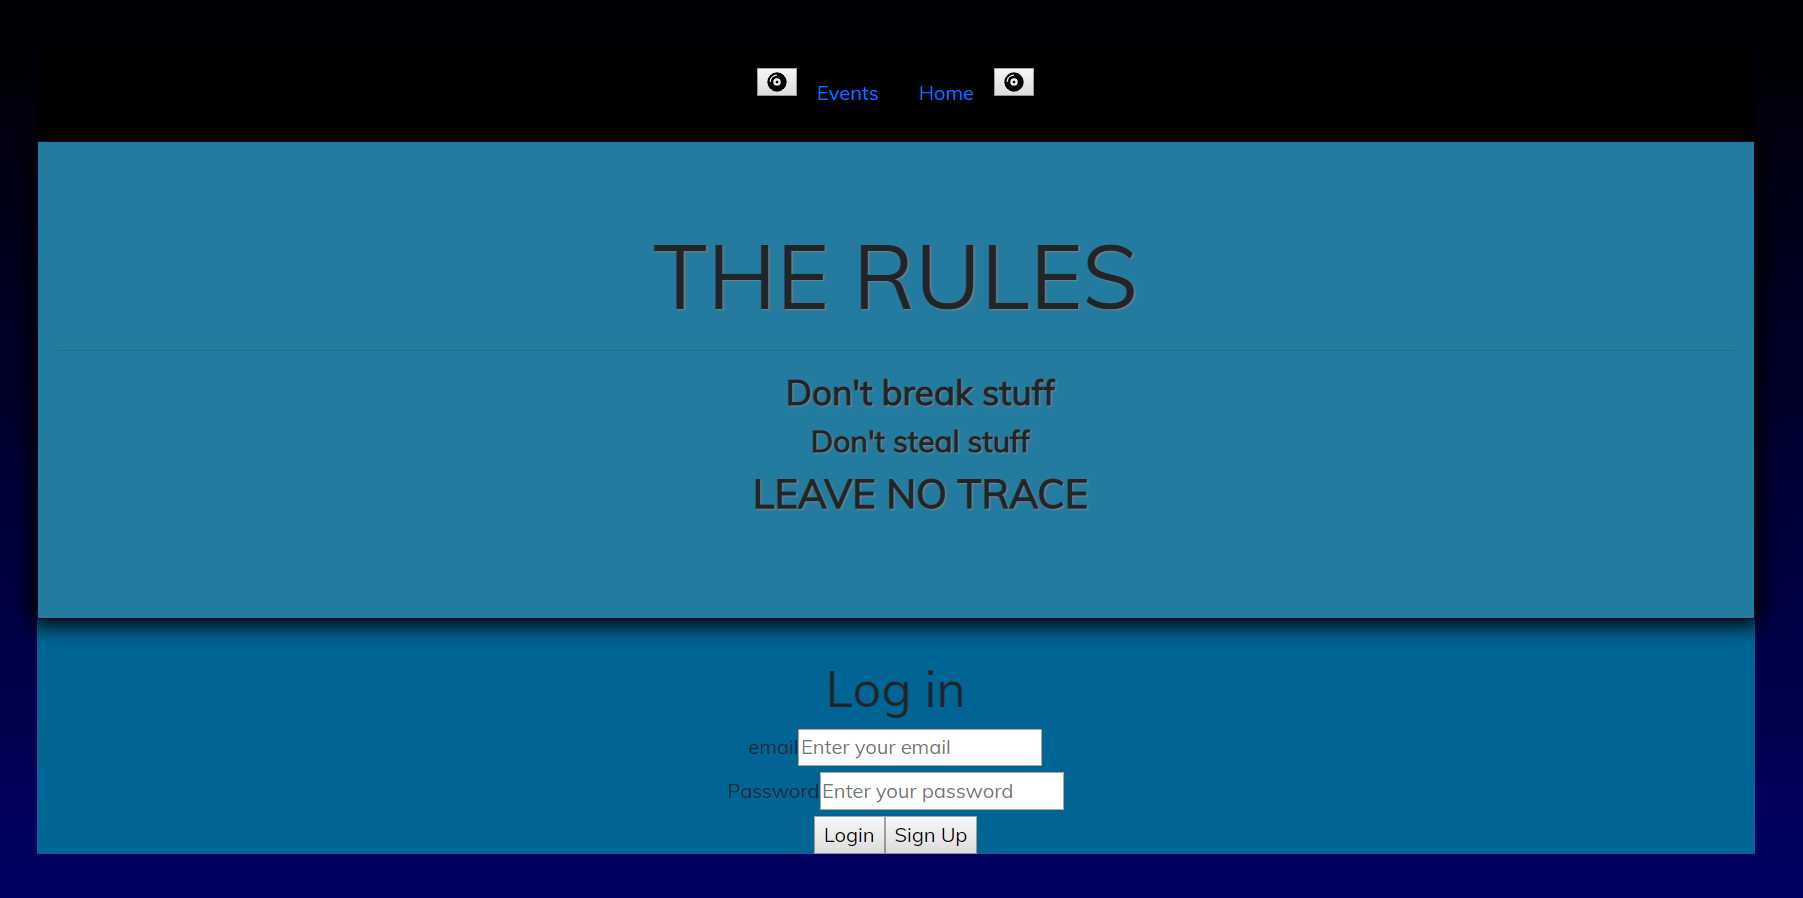 Events Home
THE RULES
Don't break stuff
Don't steal stuff
LEAVE NO TRACE
Log in
email Enter your email
Password Enter your password
Login Sign Up